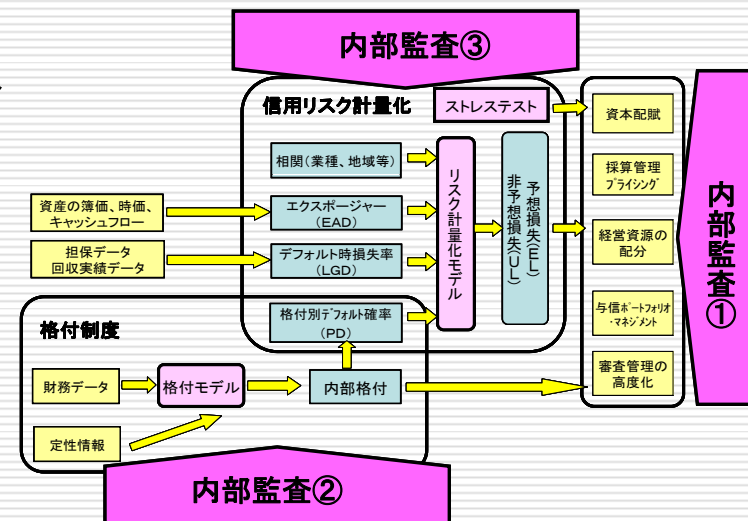 内部監査③
信用リスク計量化
ストレステスト
資本配賦
相関(業種、地域等)
採算管理
プライシング
資産の簿価、時価、
キャッシュフロー
エクスポージャー
(EAD)
リスク計量化モデル
予想損失(EL)
非予想損失(UL)
経営資源の
配分
内部監査①
担保データ
回収実績データ
デフォルト時損失率
(LGD)
格付制度
格付別デフォルト確率
(PD)
与信ポートフォリオ
・マネジメント
財務データ
格付モデル
内部格付
審査管理の
高度化
定性情報
内部監査②